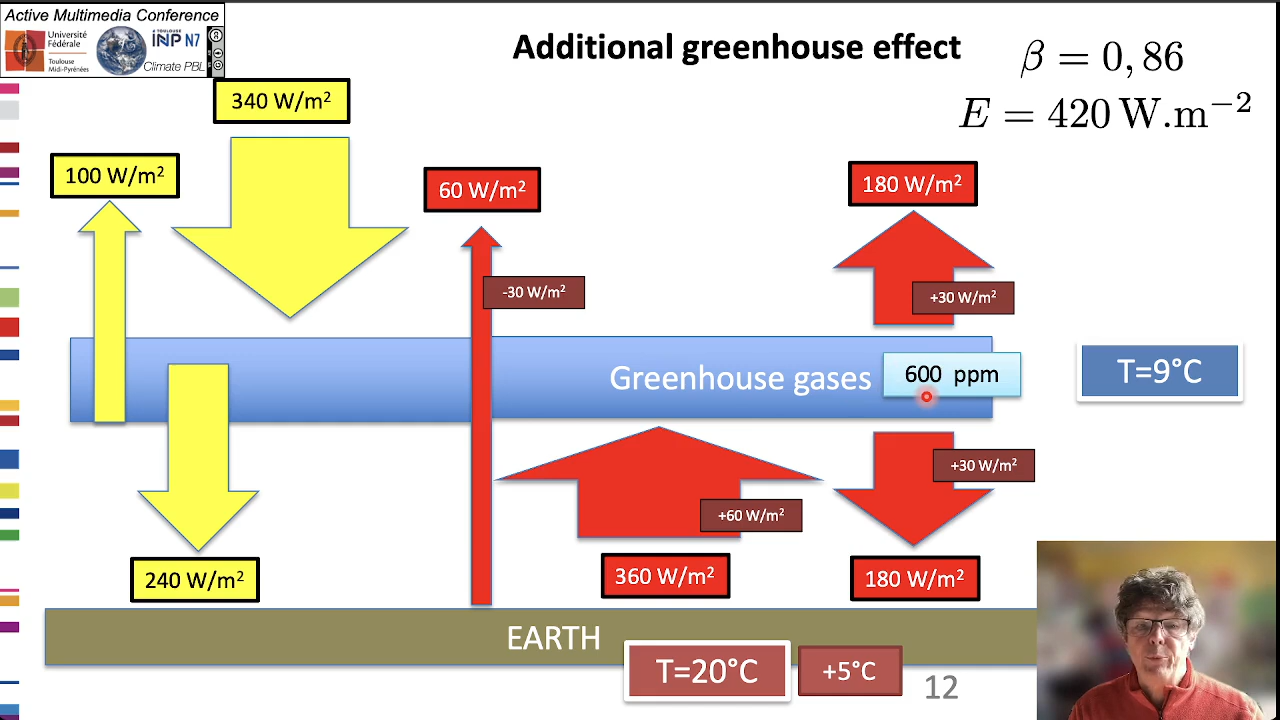 Active Multimedia Conference
Université
Fédérale
Toulouse
Midi-Pyrénées
TOULOUSE
INP N7
Climate PBL
Additional greenhouse effect
β = 0, 86
E = 420 W.m⁻²
340 W/m²
100 W/m²
60 W/m²
180 W/m²
-30 W/m²
+30 W/m²
Greenhouse gases
600 ppm
T=9°C
+30 W/m²
+60 W/m²
240 W/m²
360 W/m²
180 W/m²
EARTH
T=20°C
+5°C
12